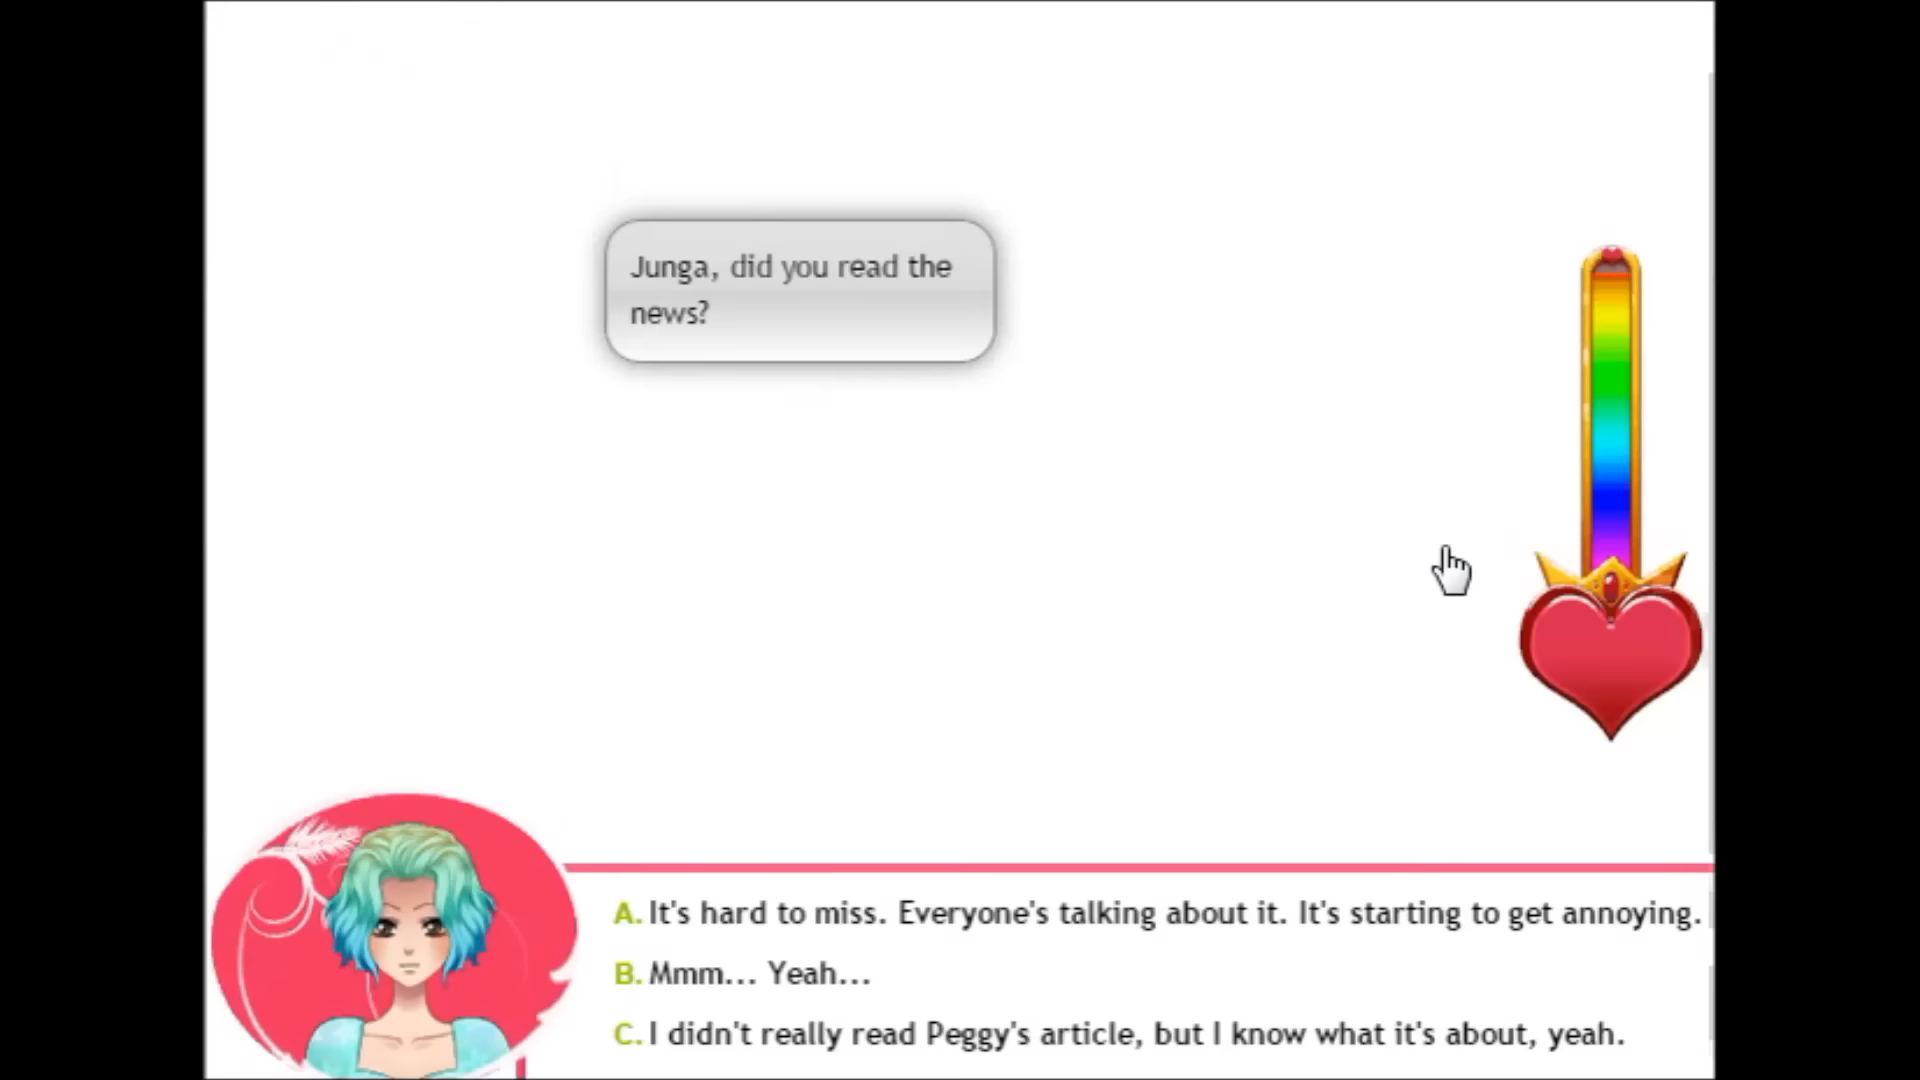 Junga, did you read the
news?
A. It's hard to miss. Everyone's talking about it. It's starting to get annoying.
B. Mmm... Yeah...
C. I didn't really read Peggy's article, but I know what it's about, yeah.